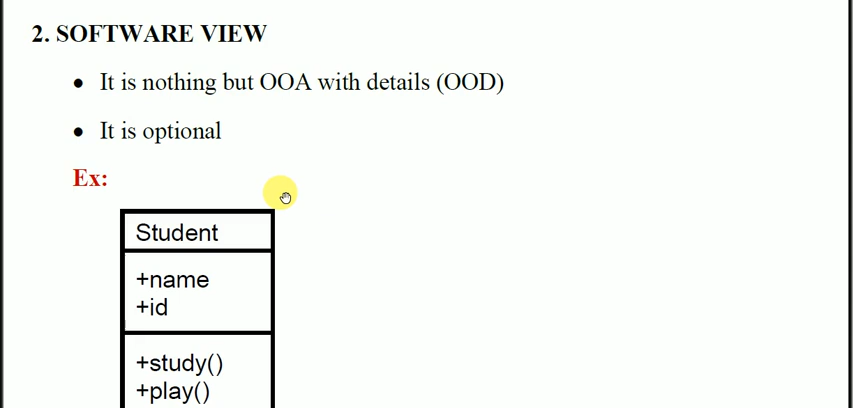 2. SOFTWARE VIEW
• It is nothing but OOA with details (OOD)
• It is optional
Ex:
Student
+name
+id
+study()
+play()